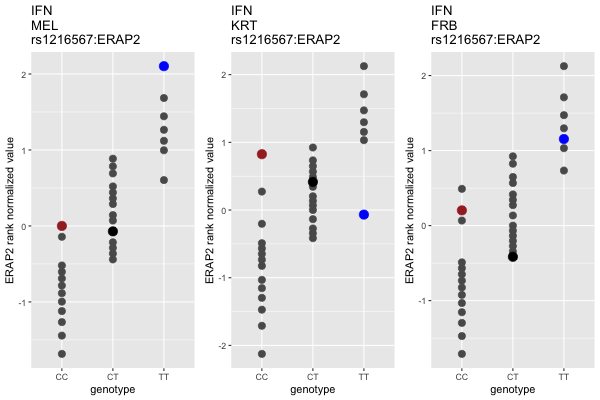 IFN
MEL
rs1216567:ERAP2
ERAP2 rank normalized value
2
1
0
-1
CC
CT
TT
genotype
IFN
KRT
rs1216567:ERAP2
ERAP2 rank normalized value
2
1
0
-1
-2
CC
CT
TT
genotype
IFN
FRB
rs1216567:ERAP2
ERAP2 rank normalized value
2
1
0
-1
CC
CT
TT
genotype